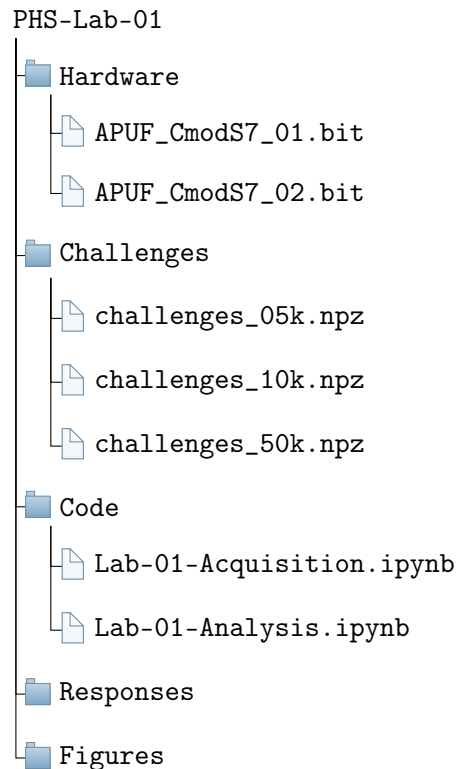 PHS-Lab-01
Hardware
APUF_CmodS7_01.bit
APUF_CmodS7_02.bit
Challenges
challenges_05k.npz
challenges_10k.npz
challenges_50k.npz
Code
Lab-01-Acquisition.ipynb
Lab-01-Analysis.ipynb
Responses
Figures